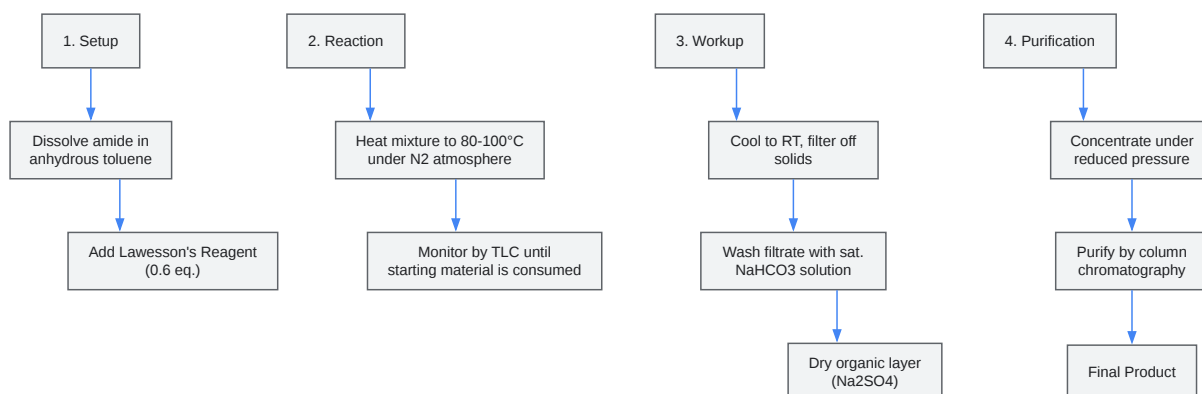 1. Setup
Dissolve amide in
anhydrous toluene
Add Lawesson's Reagent
(0.6 eq.)
2. Reaction
Heat mixture to 80-100°C
under N2 atmosphere
Monitor by TLC until
starting material is consumed
3. Workup
Cool to RT, filter off
solids
Wash filtrate with sat.
NaHCO3 solution
Dry organic layer
(Na2SO4)
4. Purification
Concentrate under
reduced pressure
Purify by column
chromatography
Final Product